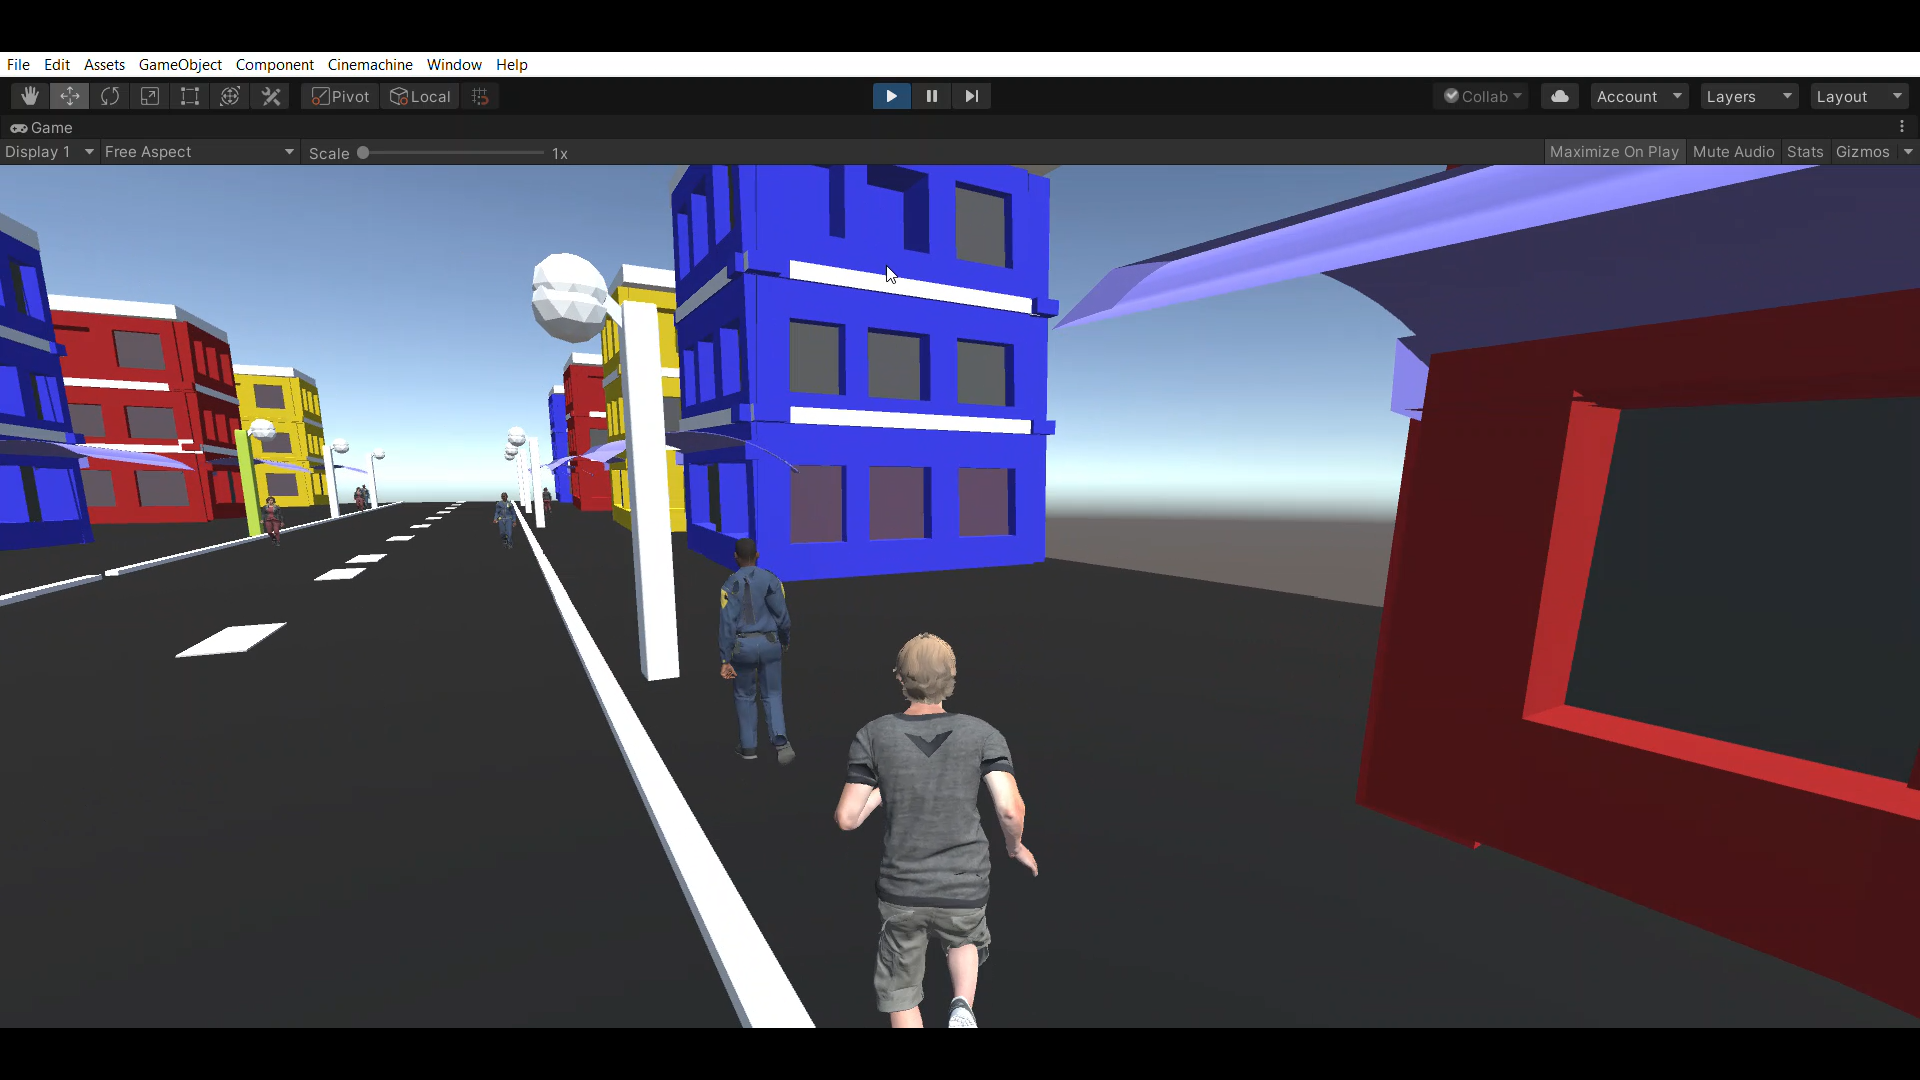 File Edit Assets GameObject Component Cinemachine Window Help
Pivot Local Collab Account Layers Layout
Game
Display 1 Free Aspect Scale 1x Maximize On Play Mute Audio Stats Gizmos